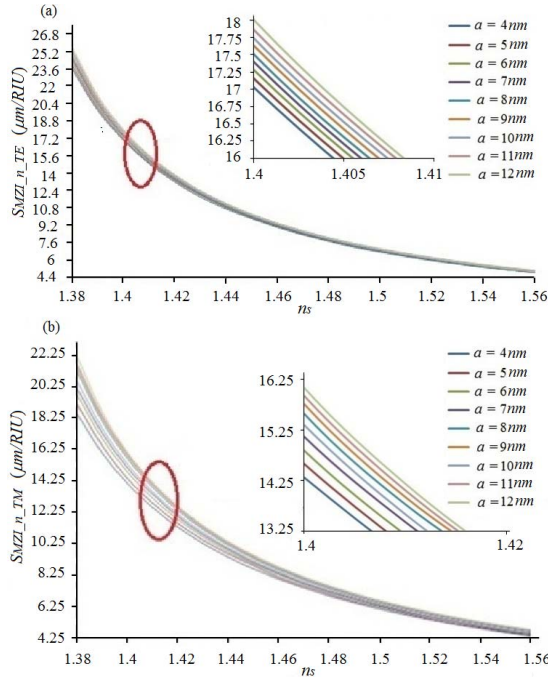 (a)
S_MZI_n_TE (μm/RIU)
26.8
25.2
23.6
22
20.4
18.8
17.2
15.6
14
12.4
10.8
9.2
7.6
6
4.4
1.38 1.4 1.42 1.44 1.46 1.48 1.5 1.52 1.54 1.56
ns
18
17.75
17.5
17.25
17
16.75
16.5
16.25
16
1.4 1.405 1.41
a = 4nm
a = 5nm
a = 6nm
a = 7nm
a = 8nm
a = 9nm
a = 10nm
a = 11nm
a = 12nm
(b)
S_MZI_n_TM (μm/RIU)
22.25
20.25
18.25
16.25
14.25
12.25
10.25
8.25
6.25
4.25
1.38 1.4 1.42 1.44 1.46 1.48 1.5 1.52 1.54 1.56
ns
16.25
15.25
14.25
13.25
1.4 1.42
a = 4nm
a = 5nm
a = 6nm
a = 7nm
a = 8nm
a = 9nm
a = 10nm
a = 11nm
a = 12nm